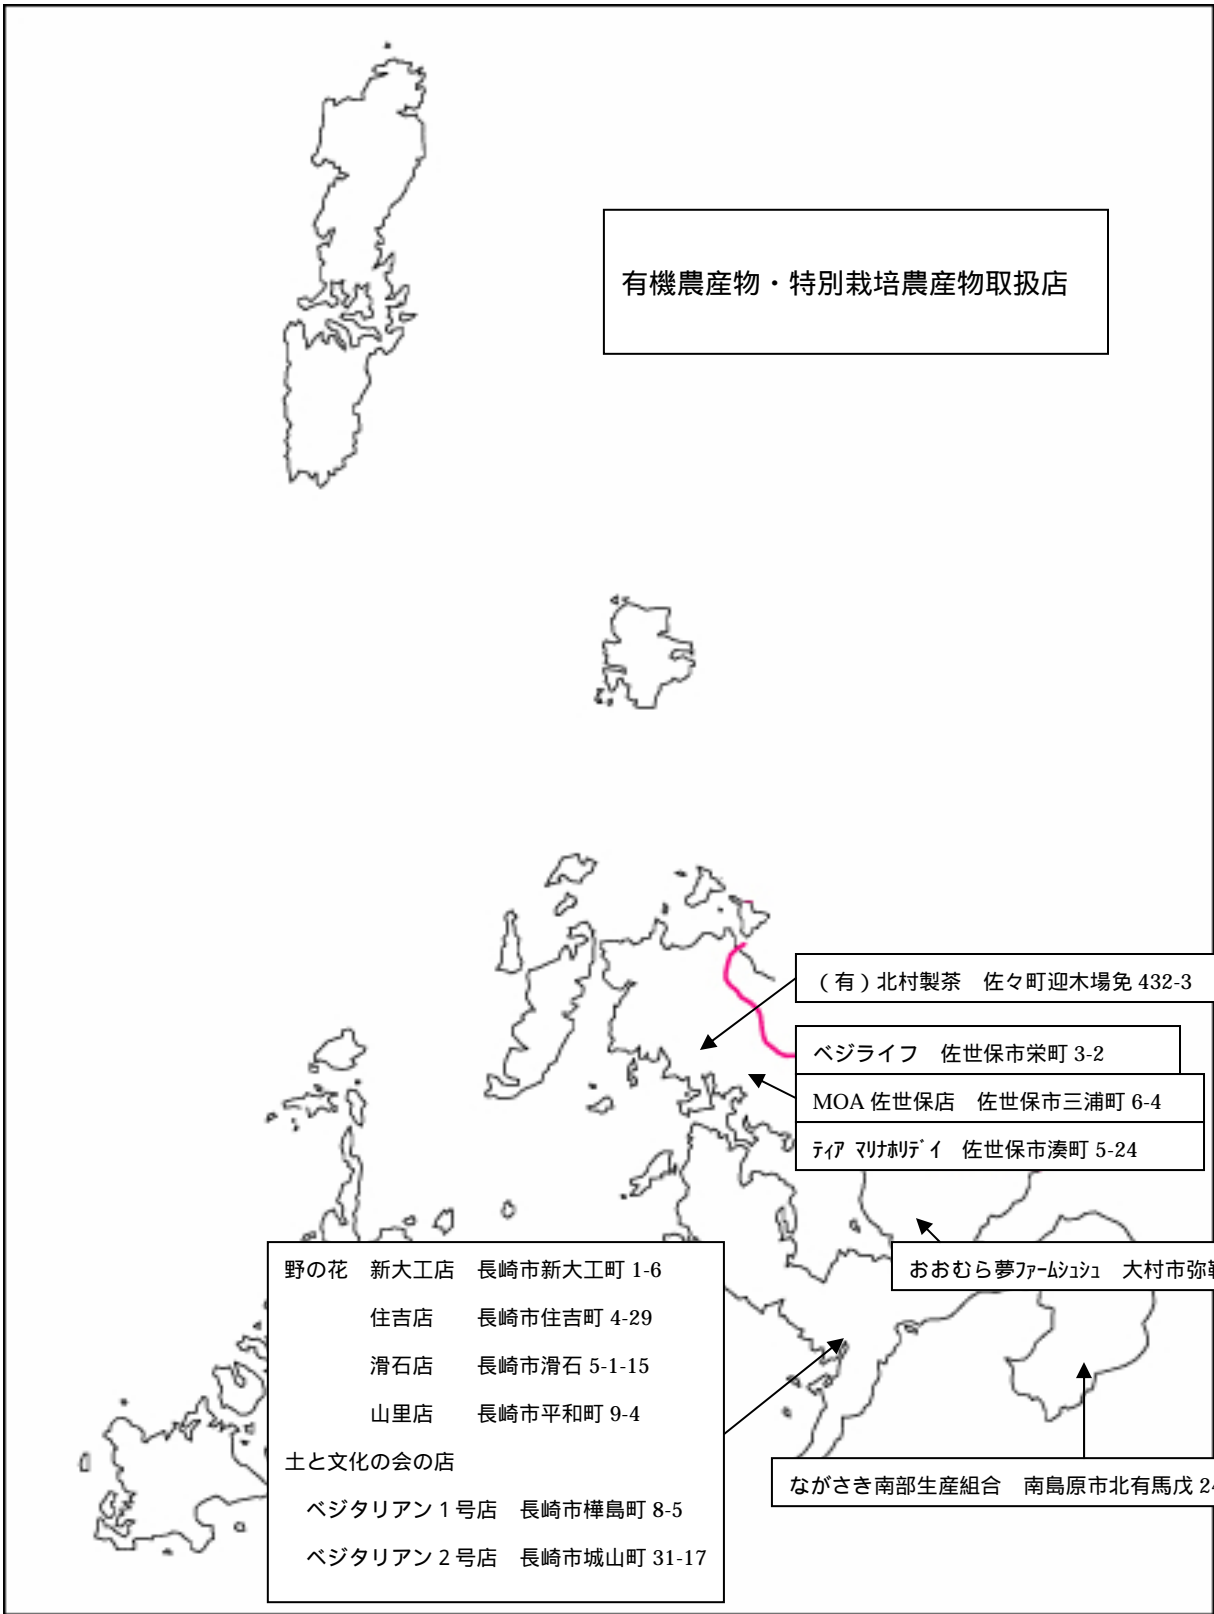 有機農産物・特別栽培農産物取扱店
（有）北村製茶　佐々町迎木場免 432-3
ベジライフ　佐世保市栄町 3-2
MOA 佐世保店　佐世保市三浦町 6-4
ﾃｨｱ ﾏﾘﾅﾎﾘﾃﾞｲ　佐世保市湊町 5-24
おおむら夢ﾌｧｰﾑｼｭｼｭ　大村市弥
野の花　新大工店　長崎市新大工町 1-6
住吉店　長崎市住吉町 4-29
滑石店　長崎市滑石 5-1-15
山里店　長崎市平和町 9-4
土と文化の会の店
ベジタリアン１号店　長崎市樺島町 8-5
ベジタリアン２号店　長崎市城山町 31-17
ながさき南部生産組合　南島原市北有馬戊 2